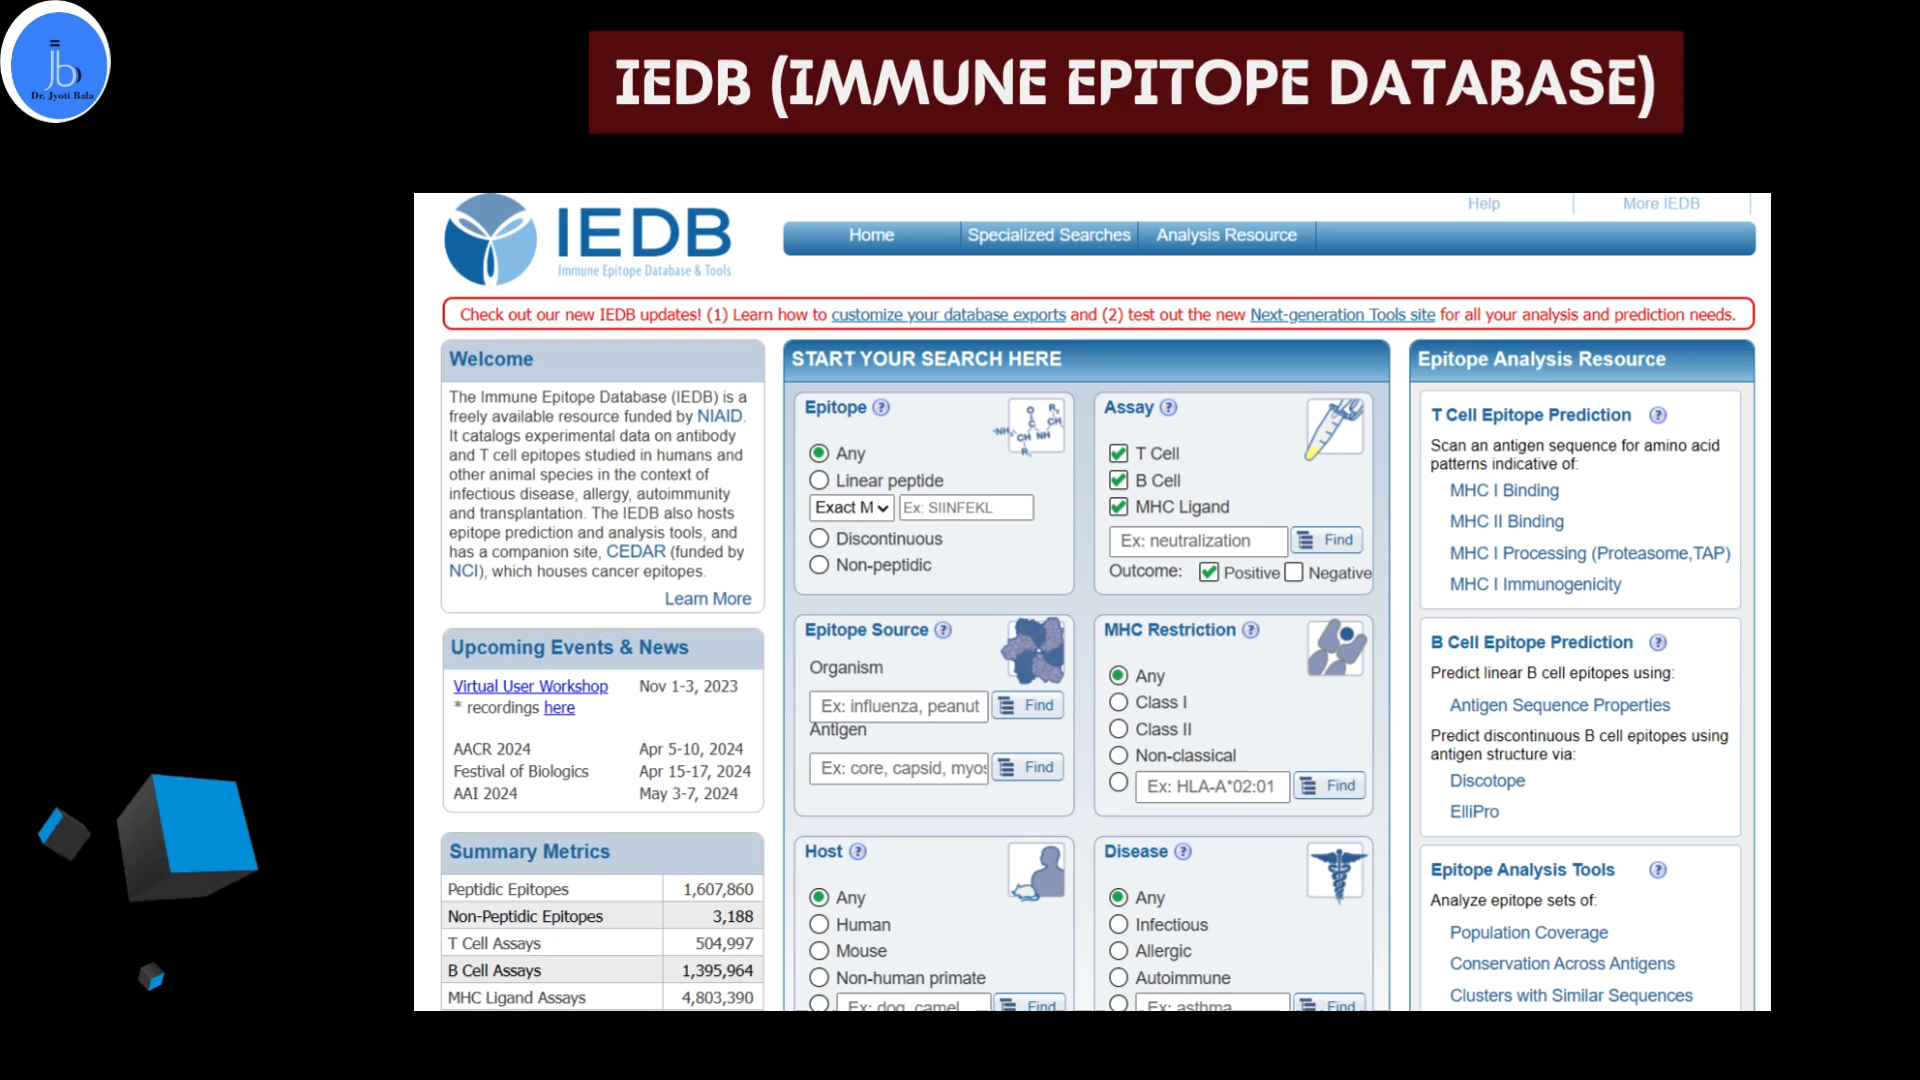 jb
Dr. Jyoti Bala
IEDB (IMMUNE EPITOPE DATABASE)
IEDB
Immune Epitope Database & Tools
Help
More IEDB
Home
Specialized Searches
Analysis Resource
Check out our new IEDB updates! (1) Learn how to customize your database exports and (2) test out the new Next-generation Tools site for all your analysis and prediction needs.
Welcome
The Immune Epitope Database (IEDB) is a
freely available resource funded by NIAID.
It catalogs experimental data on antibody
and T cell epitopes studied in humans and
other animal species in the context of
infectious disease, allergy, autoimmunity
and transplantation. The IEDB also hosts
epitope prediction and analysis tools, and
has a companion site, CEDAR (funded by
NCI), which houses cancer epitopes.
Learn More
Upcoming Events & News
Virtual User Workshop Nov 1-3, 2023
* recordings here
AACR 2024 Apr 5-10, 2024
Festival of Biologics Apr 15-17, 2024
AAI 2024 May 3-7, 2024
Summary Metrics
Peptidic Epitopes 1,607,860
Non-Peptidic Epitopes 3,188
T Cell Assays 504,997
B Cell Assays 1,395,964
MHC Ligand Assays 4,803,390
START YOUR SEARCH HERE
Epitope ?
Any
Linear peptide
Exact M Ex: SIINFEKL
Discontinuous
Non-peptidic
Assay ?
T Cell
B Cell
MHC Ligand
Ex: neutralization Find
Outcome: Positive Negative
Epitope Source ?
Organism
Ex: influenza, peanut Find
Antigen
Ex: core, capsid, myos Find
MHC Restriction ?
Any
Class I
Class II
Non-classical
Ex: HLA-A*02:01 Find
Host ?
Any
Human
Mouse
Non-human primate
Ex: dog, camel Find
Disease ?
Any
Infectious
Allergic
Autoimmune
Ex: asthma Find
Epitope Analysis Resource
T Cell Epitope Prediction ?
Scan an antigen sequence for amino acid
patterns indicative of:
MHC I Binding
MHC II Binding
MHC I Processing (Proteasome,TAP)
MHC I Immunogenicity
B Cell Epitope Prediction ?
Predict linear B cell epitopes using:
Antigen Sequence Properties
Predict discontinuous B cell epitopes using
antigen structure via:
Discotope
ElliPro
Epitope Analysis Tools ?
Analyze epitope sets of:
Population Coverage
Conservation Across Antigens
Clusters with Similar Sequences